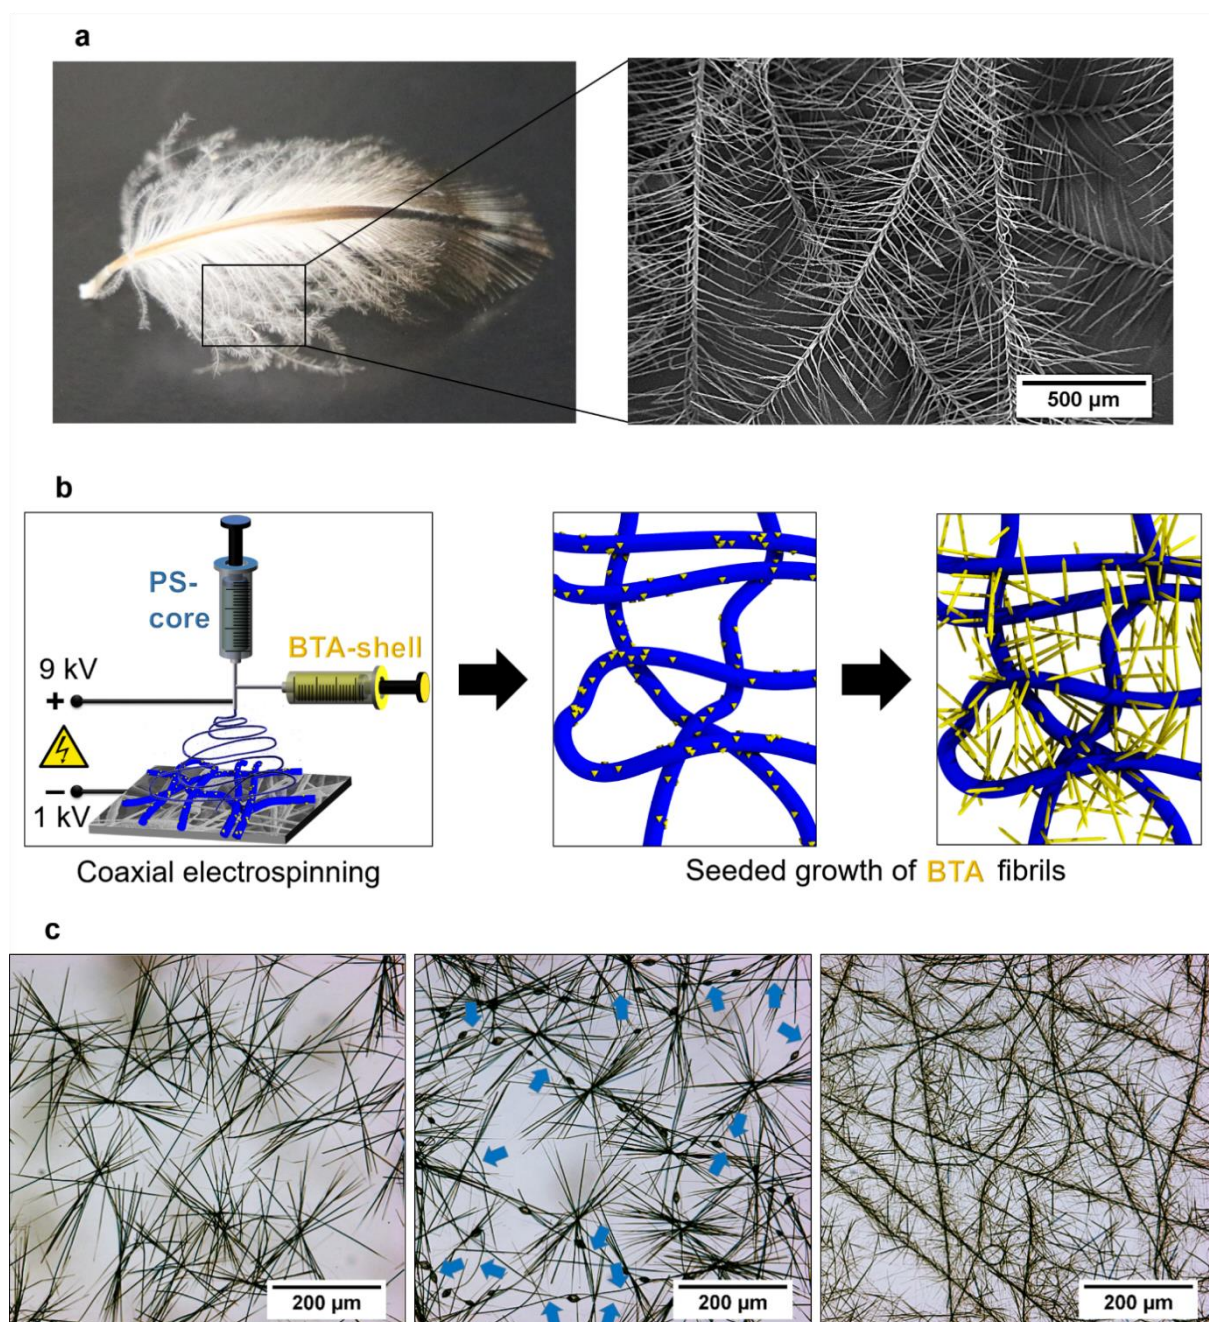 a
500 µm
b
PS-
core
BTA-shell
9 kV
+
−
1 kV
Coaxial electrospinning
Seeded growth of BTA fibrils
c
200 µm
200 µm
200 µm